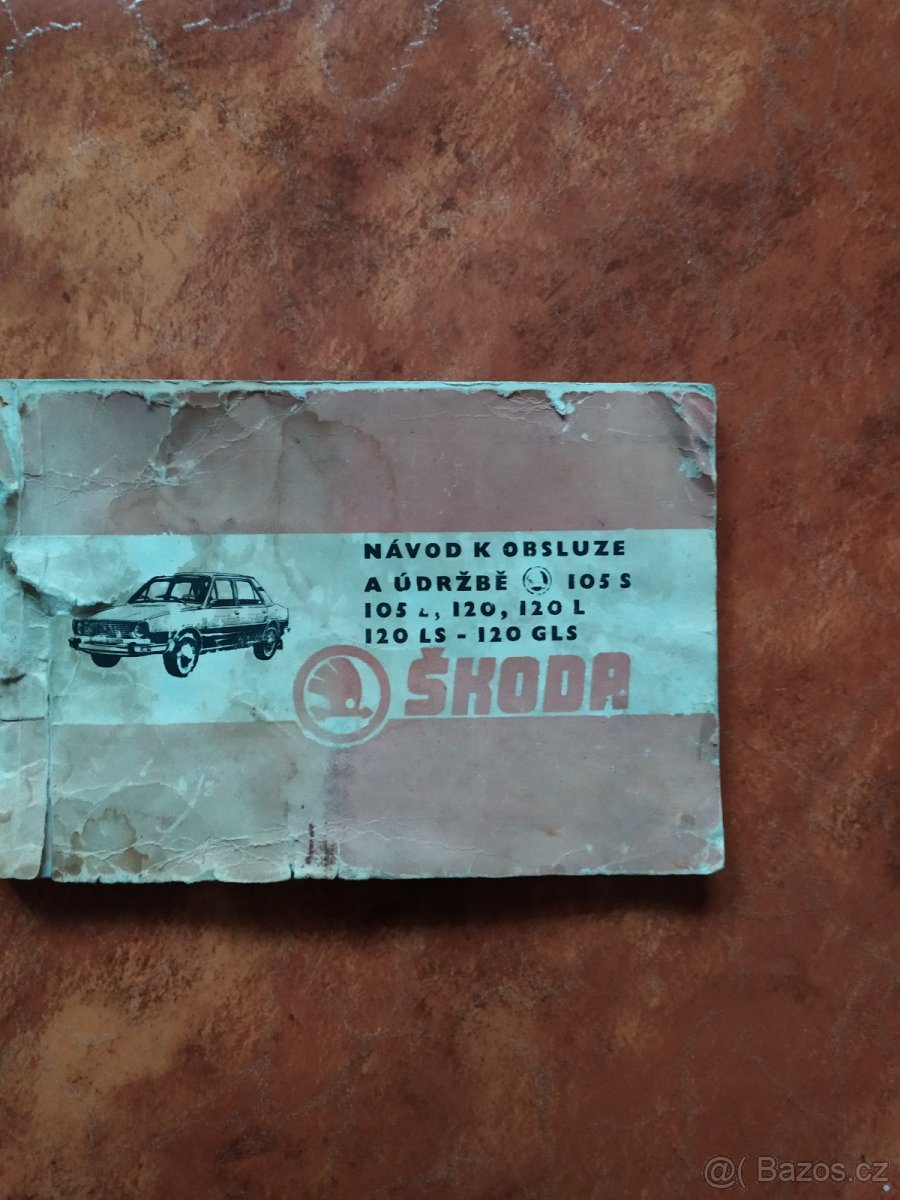 NÁVOD K OBSLUZE
A ÚDRŽBĚ 105 S
105 L, 120, 120 L
120 LS - 120 GLS
ŠKODA
@( Bazos.cz